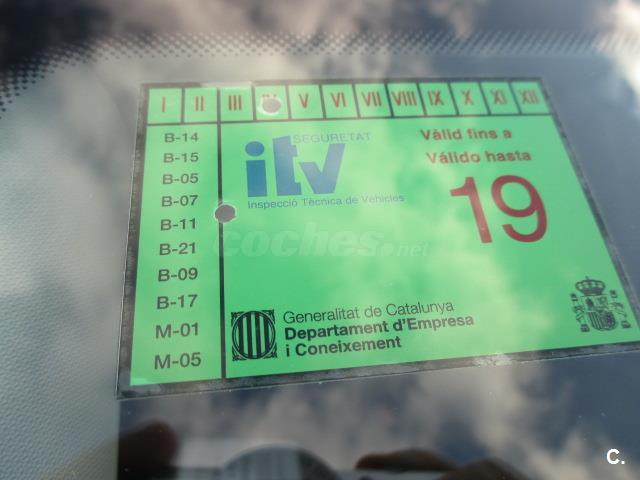 I II III IV V VI VII VIII IX X XI XII
B-14
B-15
B-05
B-07
B-11
B-21
B-09
B-17
M-01
M-05
SEGURETAT
itv
Inspecció Tècnica de Vehicles
Vàlid fins a
Válido hasta
19
coches.net
Generalitat de Catalunya
Departament d'Empresa
i Coneixement
C.